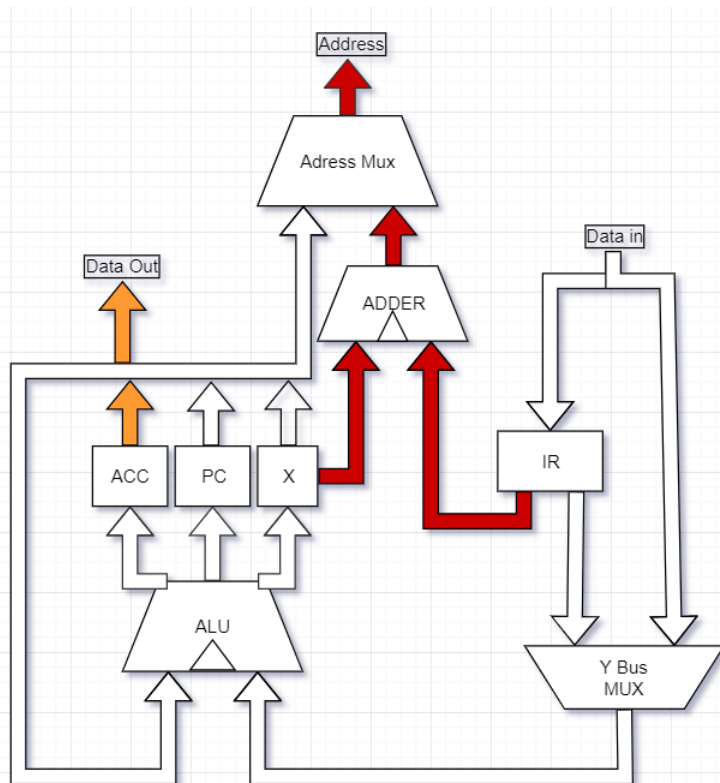 Address
Adress Mux
Data in
Data Out
ADDER
IR
ACC
PC
X
ALU
Y Bus
MUX